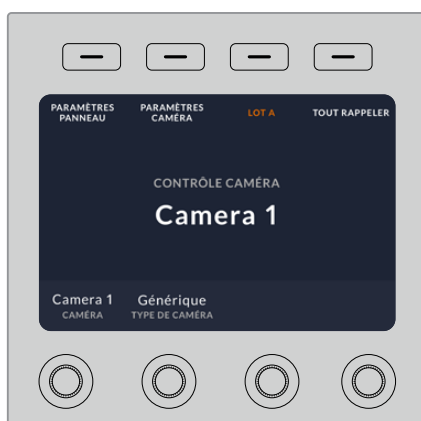 PARAMÈTRES PANNEAU
PARAMÈTRES CAMÉRA
LOT A
TOUT RAPPELER
CONTRÔLE CAMÉRA
Camera 1
Camera 1
CAMÉRA
Générique
TYPE DE CAMÉRA